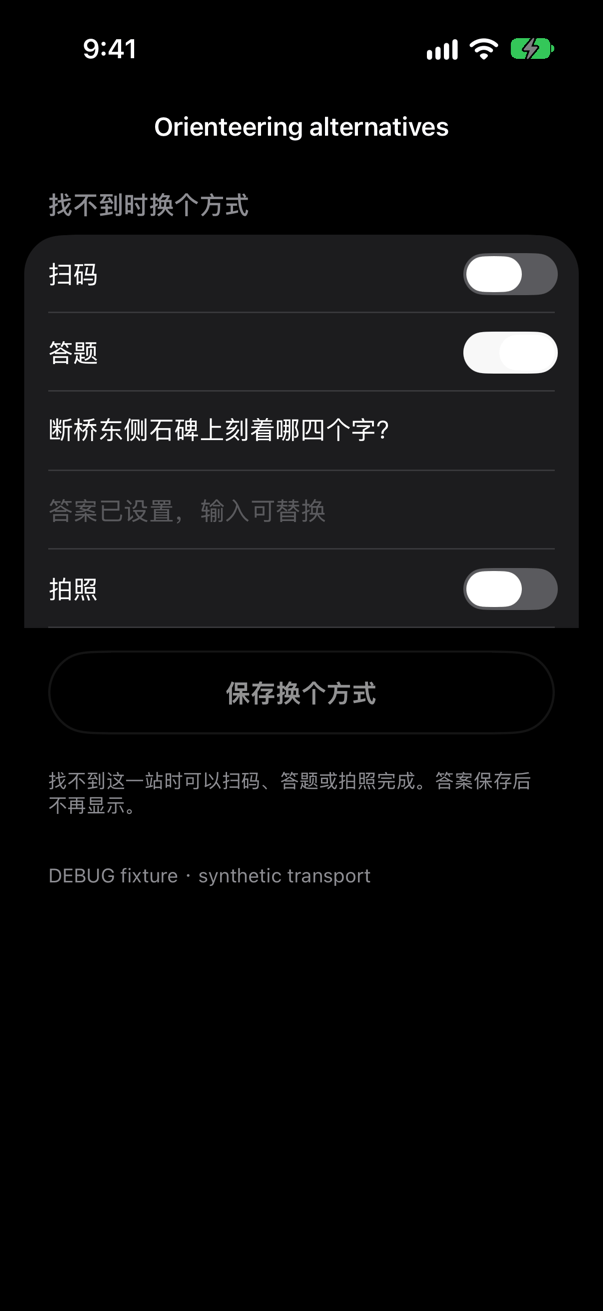 9:41
Orienteering alternatives
找不到时换个方式
扫码
答题
断桥东侧石碑上刻着哪四个字？
答案已设置，输入可替换
拍照
保存换个方式
找不到这一站时可以扫码、答题或拍照完成。答案保存后
不再显示。
DEBUG fixture · synthetic transport